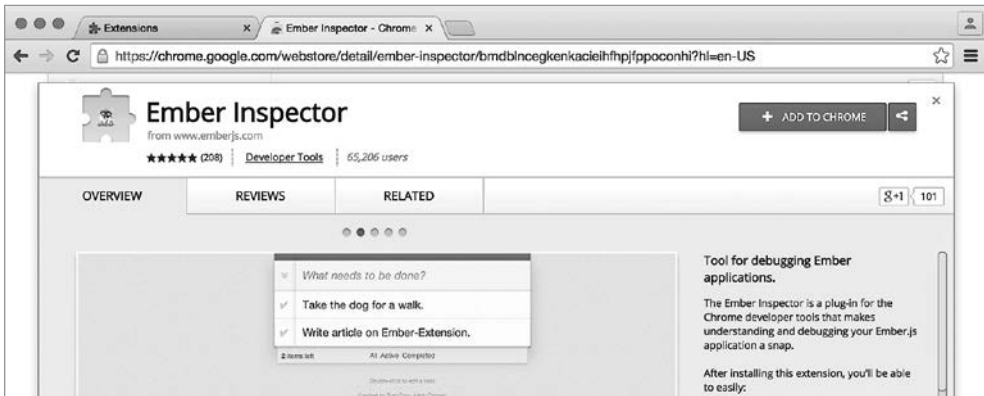 Extensions
Ember Inspector - Chrome
https://chrome.google.com/webstore/detail/ember-inspector/bmdblncegkenkacieihfhpjfppoconhi?hl=en-US
Ember Inspector
from www.emberjs.com
(208) Developer Tools 65,206 users
+ ADD TO CHROME
OVERVIEW REVIEWS RELATED
g+1 101
What needs to be done?
Take the dog for a walk.
Write article on Ember-Extension.
2 items left All Active Completed
Tool for debugging Ember
applications.
The Ember Inspector is a plug-in for the
Chrome developer tools that makes
understanding and debugging your Ember.js
application a snap.
After installing this extension, you'll be able
to easily: